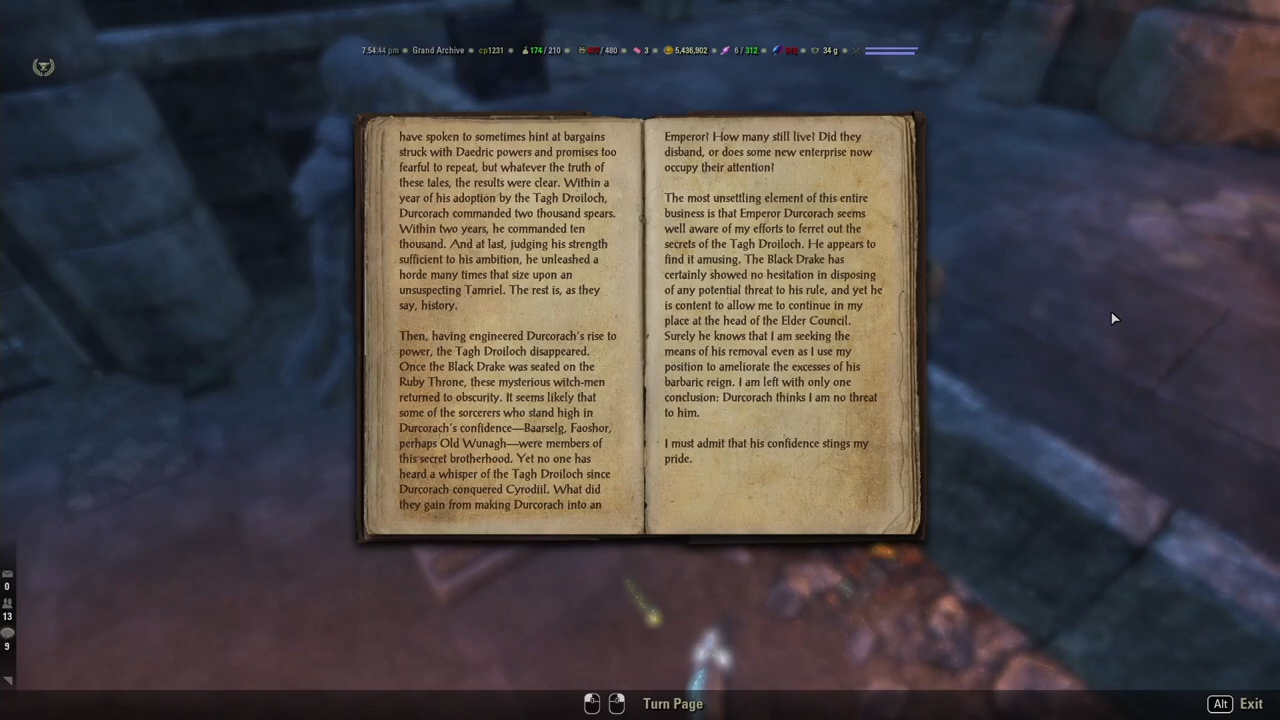 7:54:44 pm Grand Archive cp1231 174 / 210 / 480 3 5,436,902 6 / 312 34 g
have spoken to sometimes hint at bargains
struck with Daedric powers and promises too
fearful to repeat, but whatever the truth of
these tales, the results were clear. Within a
year of his adoption by the Tagh Droiloch,
Durcorach commanded two thousand spears.
Within two years, he commanded ten
thousand. And at last, judging his strength
sufficient to his ambition, he unleashed a
horde many times that size upon an
unsuspecting Tamriel. The rest is, as they
say, history.
Then, having engineered Durcorach's rise to
power, the Tagh Droiloch disappeared.
Once the Black Drake was seated on the
Ruby Throne, these mysterious witch-men
returned to obscurity. It seems likely that
some of the sorcerers who stand high in
Durcorach's confidence—Baarselg, Faoshor,
perhaps Old Wunagh—were members of
this secret brotherhood. Yet no one has
heard a whisper of the Tagh Droiloch since
Durcorach conquered Cyrodiil. What did
they gain from making Durcorach into an
Emperor? How many still live? Did they
disband, or does some new enterprise now
occupy their attention?
The most unsettling element of this entire
business is that Emperor Durcorach seems
well aware of my efforts to ferret out the
secrets of the Tagh Droiloch. He appears to
find it amusing. The Black Drake has
certainly showed no hesitation in disposing
of any potential threat to his rule, and yet he
is content to allow me to continue in my
place at the head of the Elder Council.
Surely he knows that I am seeking the
means of his removal even as I use my
position to ameliorate the excesses of his
barbaric reign. I am left with only one
conclusion: Durcorach thinks I am no threat
to him.
I must admit that his confidence stings my
pride.
0
13
9
Turn Page
Alt Exit